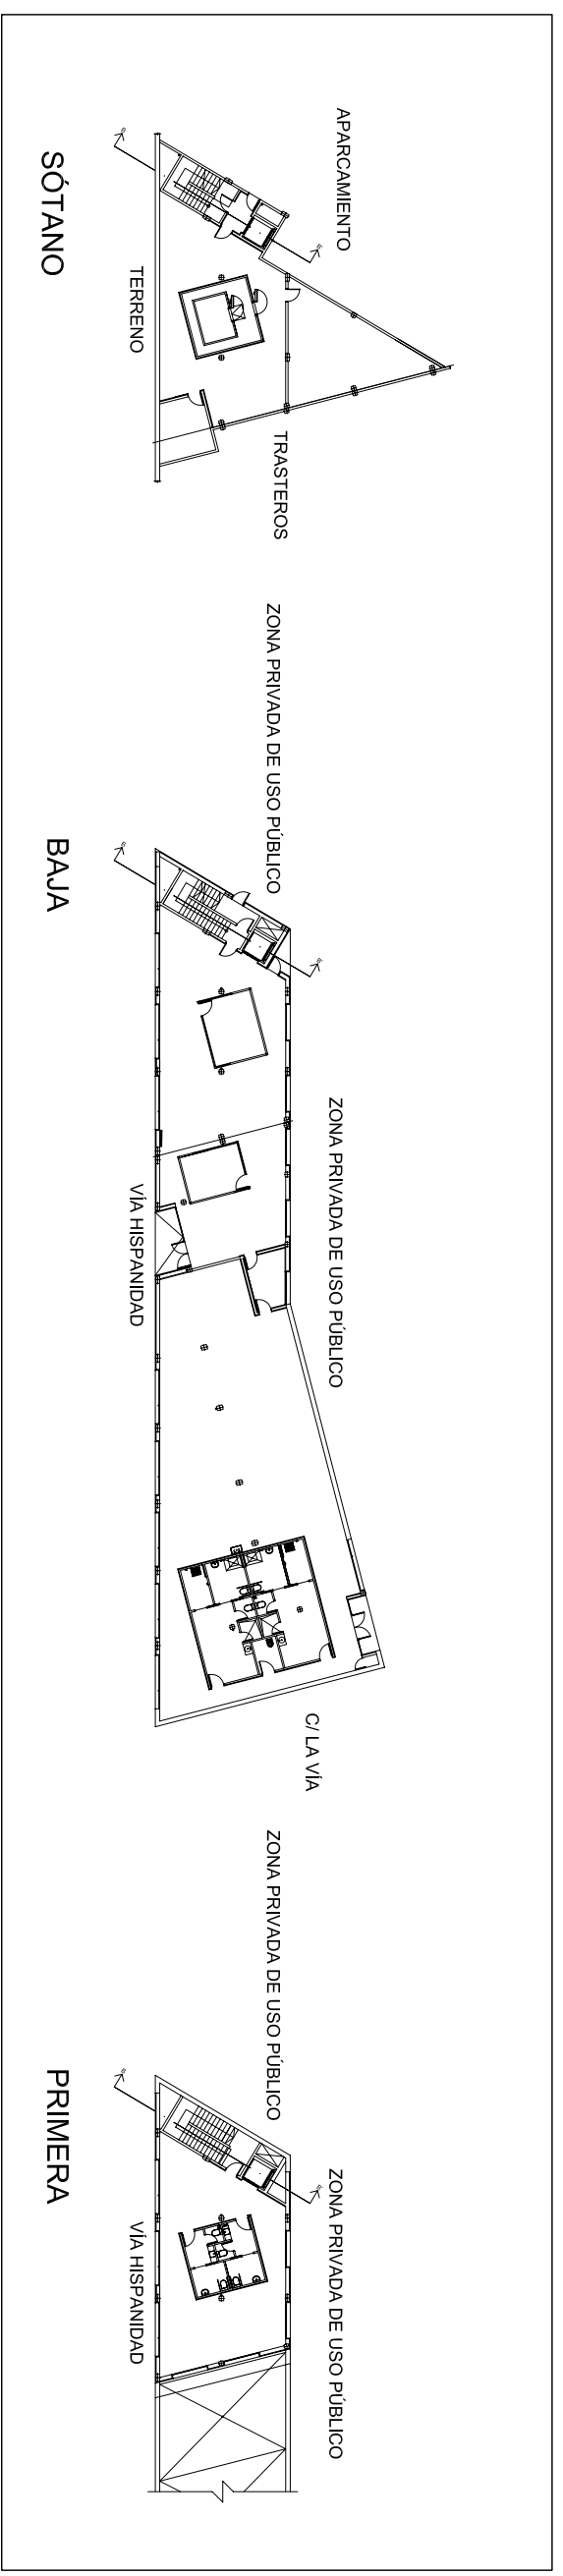 APARCAMIENTO
TRASTEROS
TERRENO
SÓTANO
ZONA PRIVADA DE USO PÚBLICO
ZONA PRIVADA DE USO PÚBLICO
VÍA HISPANIDAD
C/ LA VÍA
BAJA
ZONA PRIVADA DE USO PÚBLICO
ZONA PRIVADA DE USO PÚBLICO
VÍA HISPANIDAD
PRIMERA